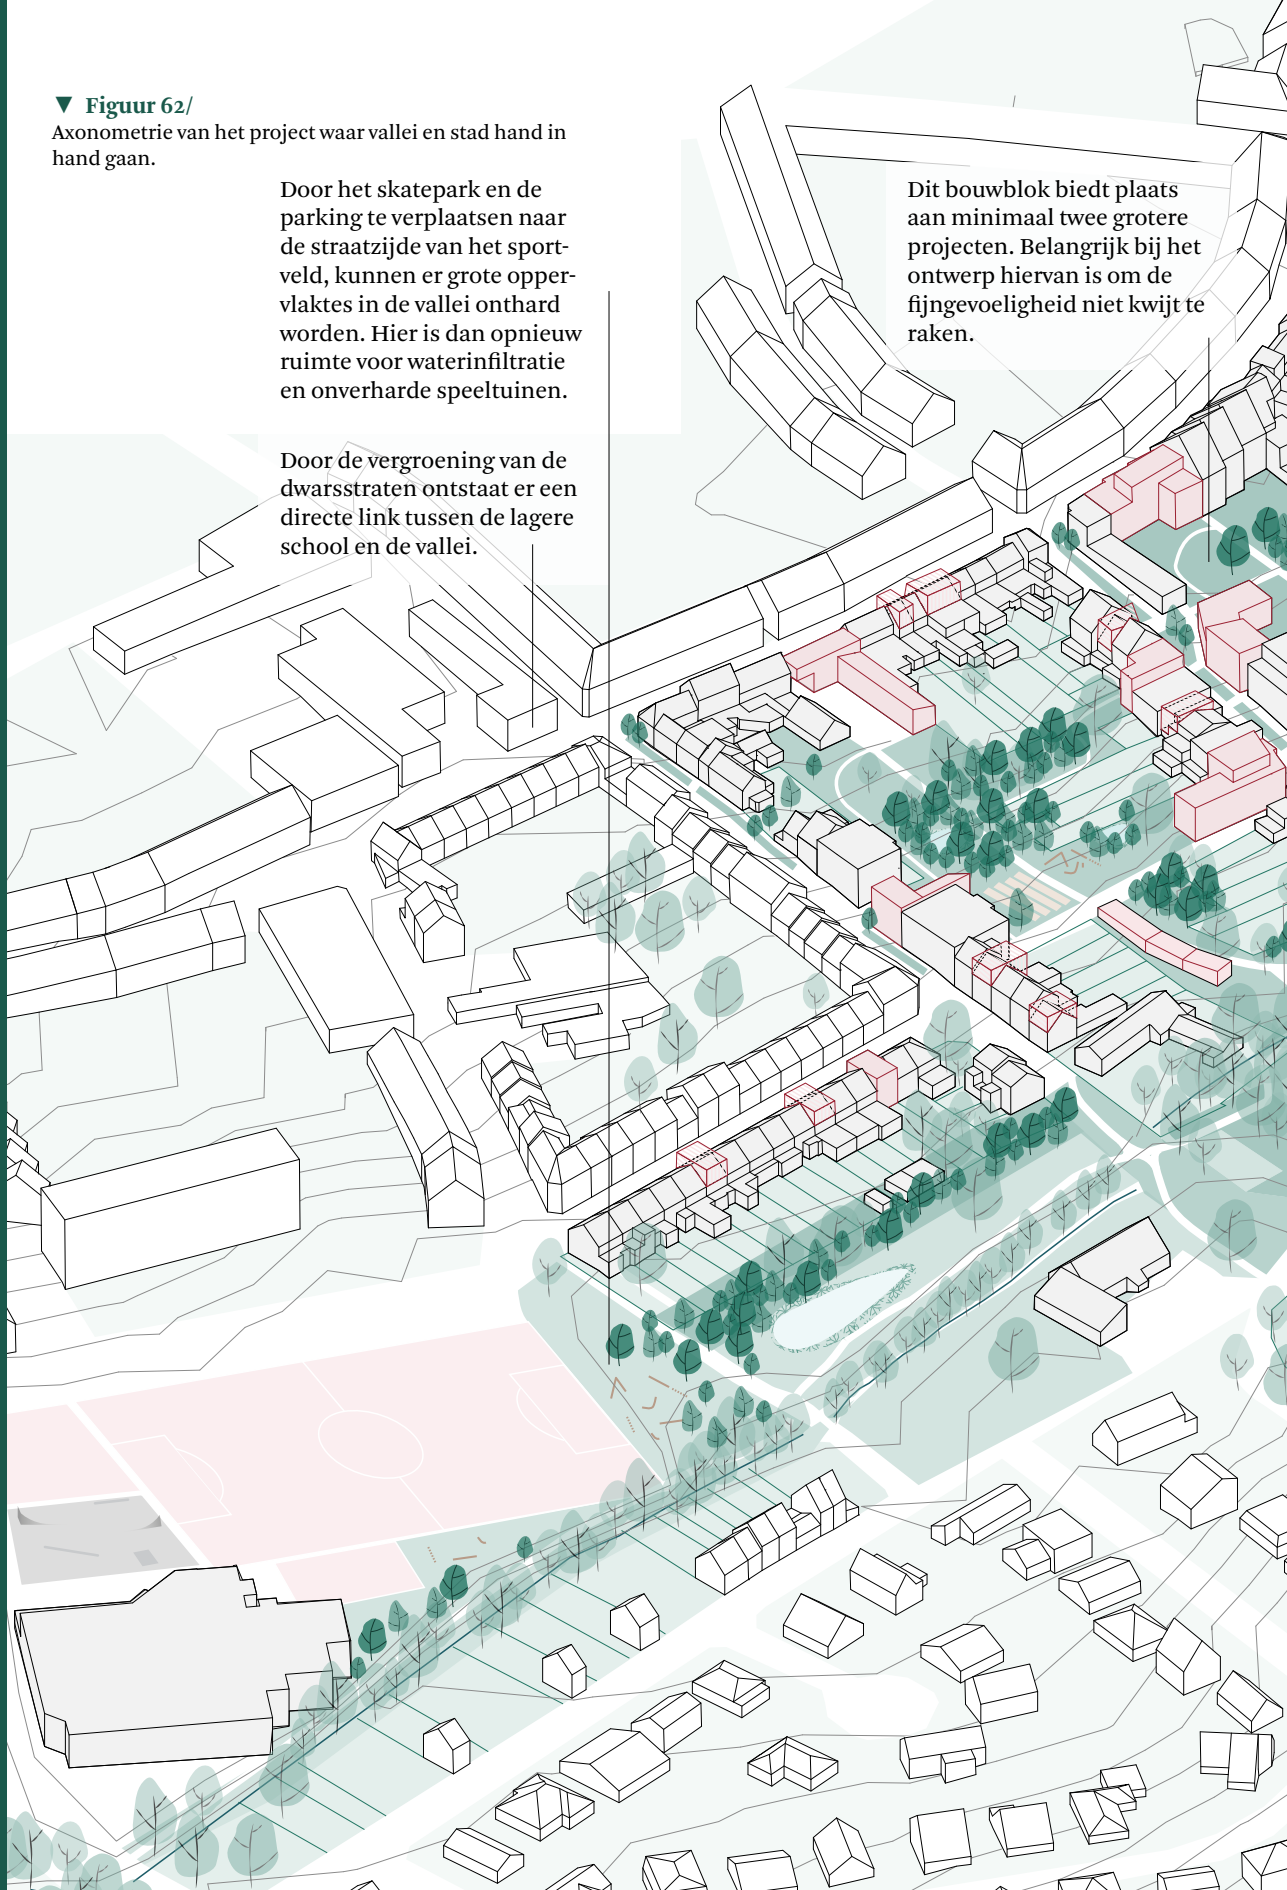 ▼ Figuur 62/
Axonometrie van het project waar vallei en stad hand in
hand gaan.
Door het skatepark en de
parking te verplaatsen naar
de straatzijde van het sport-
veld, kunnen er grote opper-
vlaktes in de vallei onthard
worden. Hier is dan opnieuw
ruimte voor waterinfiltratie
en onverharde speeltuinen.
Door de vergroening van de
dwarsstraten ontstaat er een
directe link tussen de lagere
school en de vallei.
Dit bouwblok biedt plaats
aan minimaal twee grotere
projecten. Belangrijk bij het
ontwerp hiervan is om de
fijngevoeligheid niet kwijt te
raken.